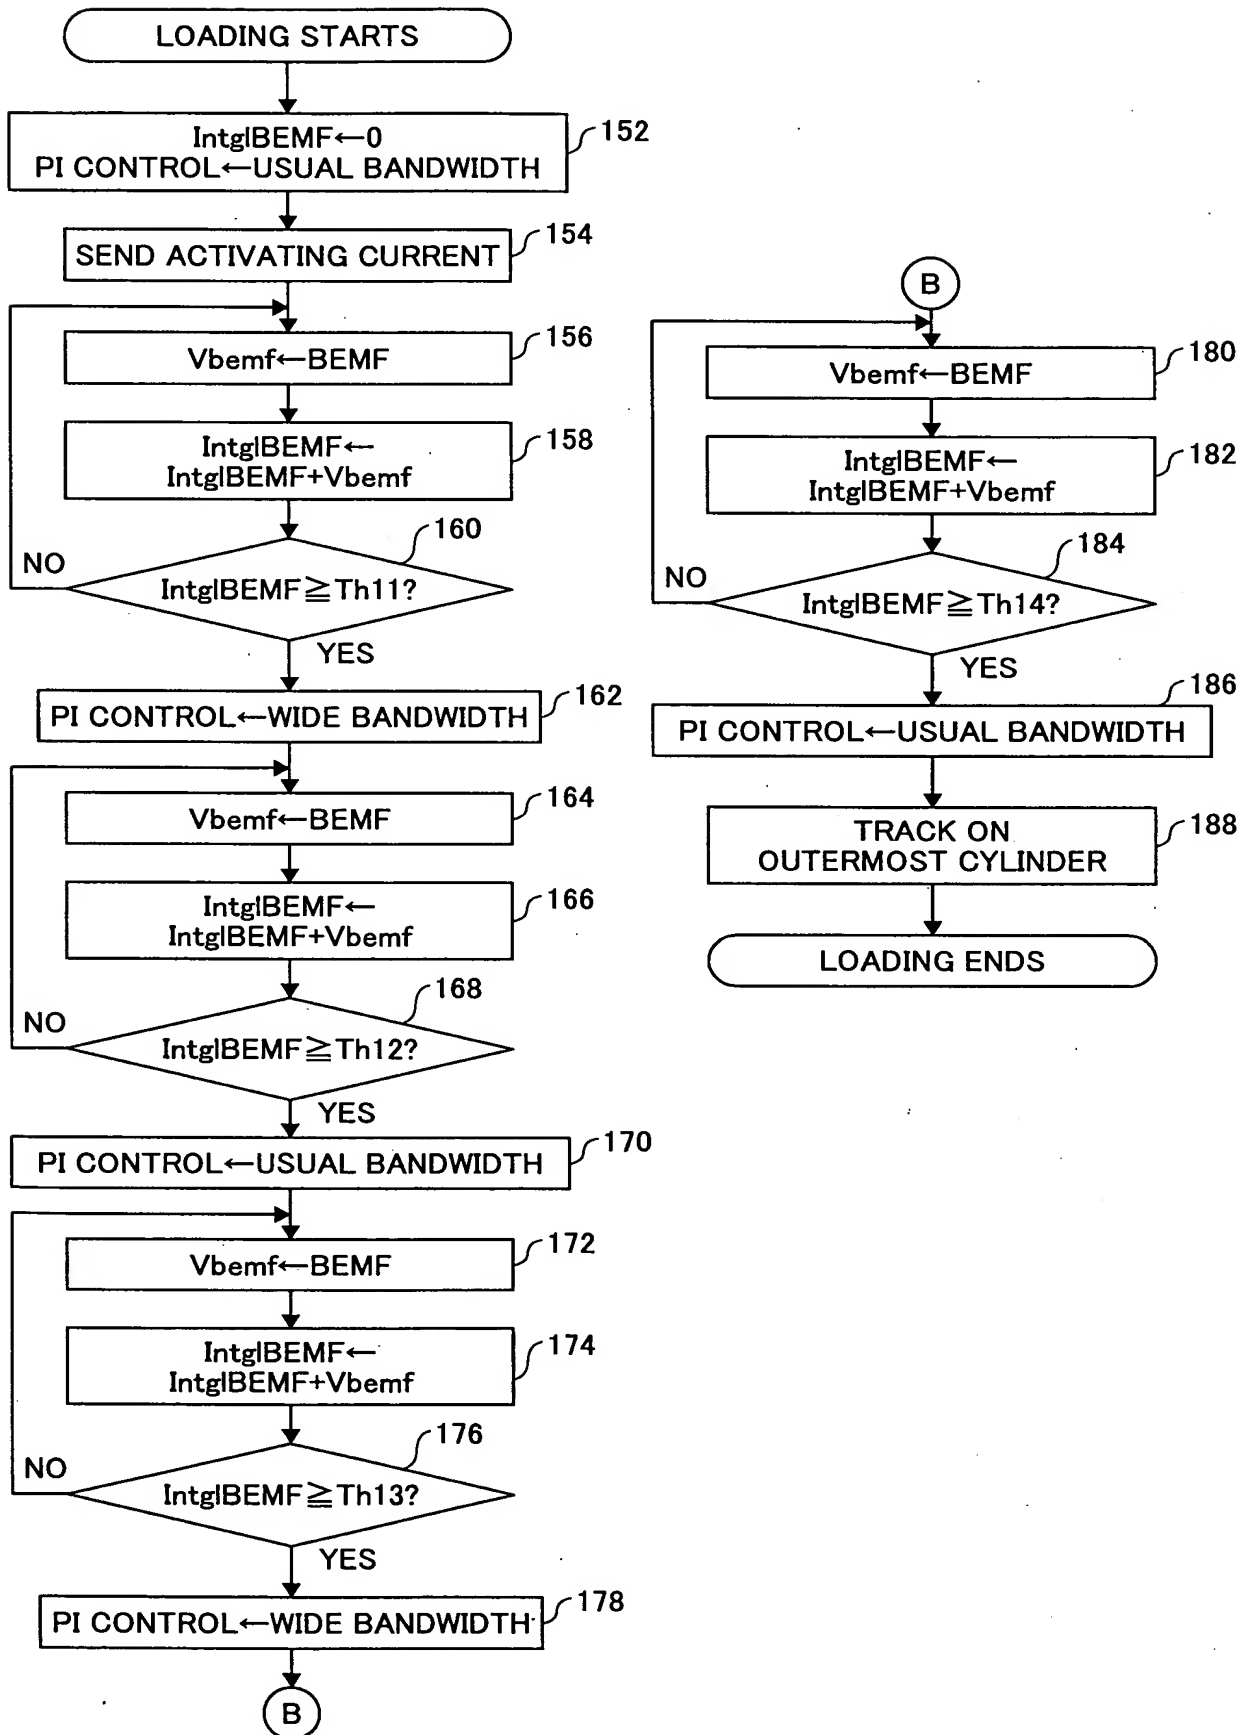 LOADING STARTS
IntglBEMF←0
PI CONTROL←USUAL BANDWIDTH
152
SEND ACTIVATING CURRENT
154
Vbemf←BEMF
156
IntglBEMF←
IntglBEMF+Vbemf
158
160
NO
IntglBEMF≧Th11?
YES
PI CONTROL←WIDE BANDWIDTH
162
Vbemf←BEMF
164
IntglBEMF←
IntglBEMF+Vbemf
166
168
NO
IntglBEMF≧Th12?
YES
PI CONTROL←USUAL BANDWIDTH
170
Vbemf←BEMF
172
IntglBEMF←
IntglBEMF+Vbemf
174
176
NO
IntglBEMF≧Th13?
YES
PI CONTROL←WIDE BANDWIDTH
178
B
B
Vbemf←BEMF
180
IntglBEMF←
IntglBEMF+Vbemf
182
184
NO
IntglBEMF≧Th14?
YES
186
PI CONTROL←USUAL BANDWIDTH
TRACK ON
OUTERMOST CYLINDER
188
LOADING ENDS